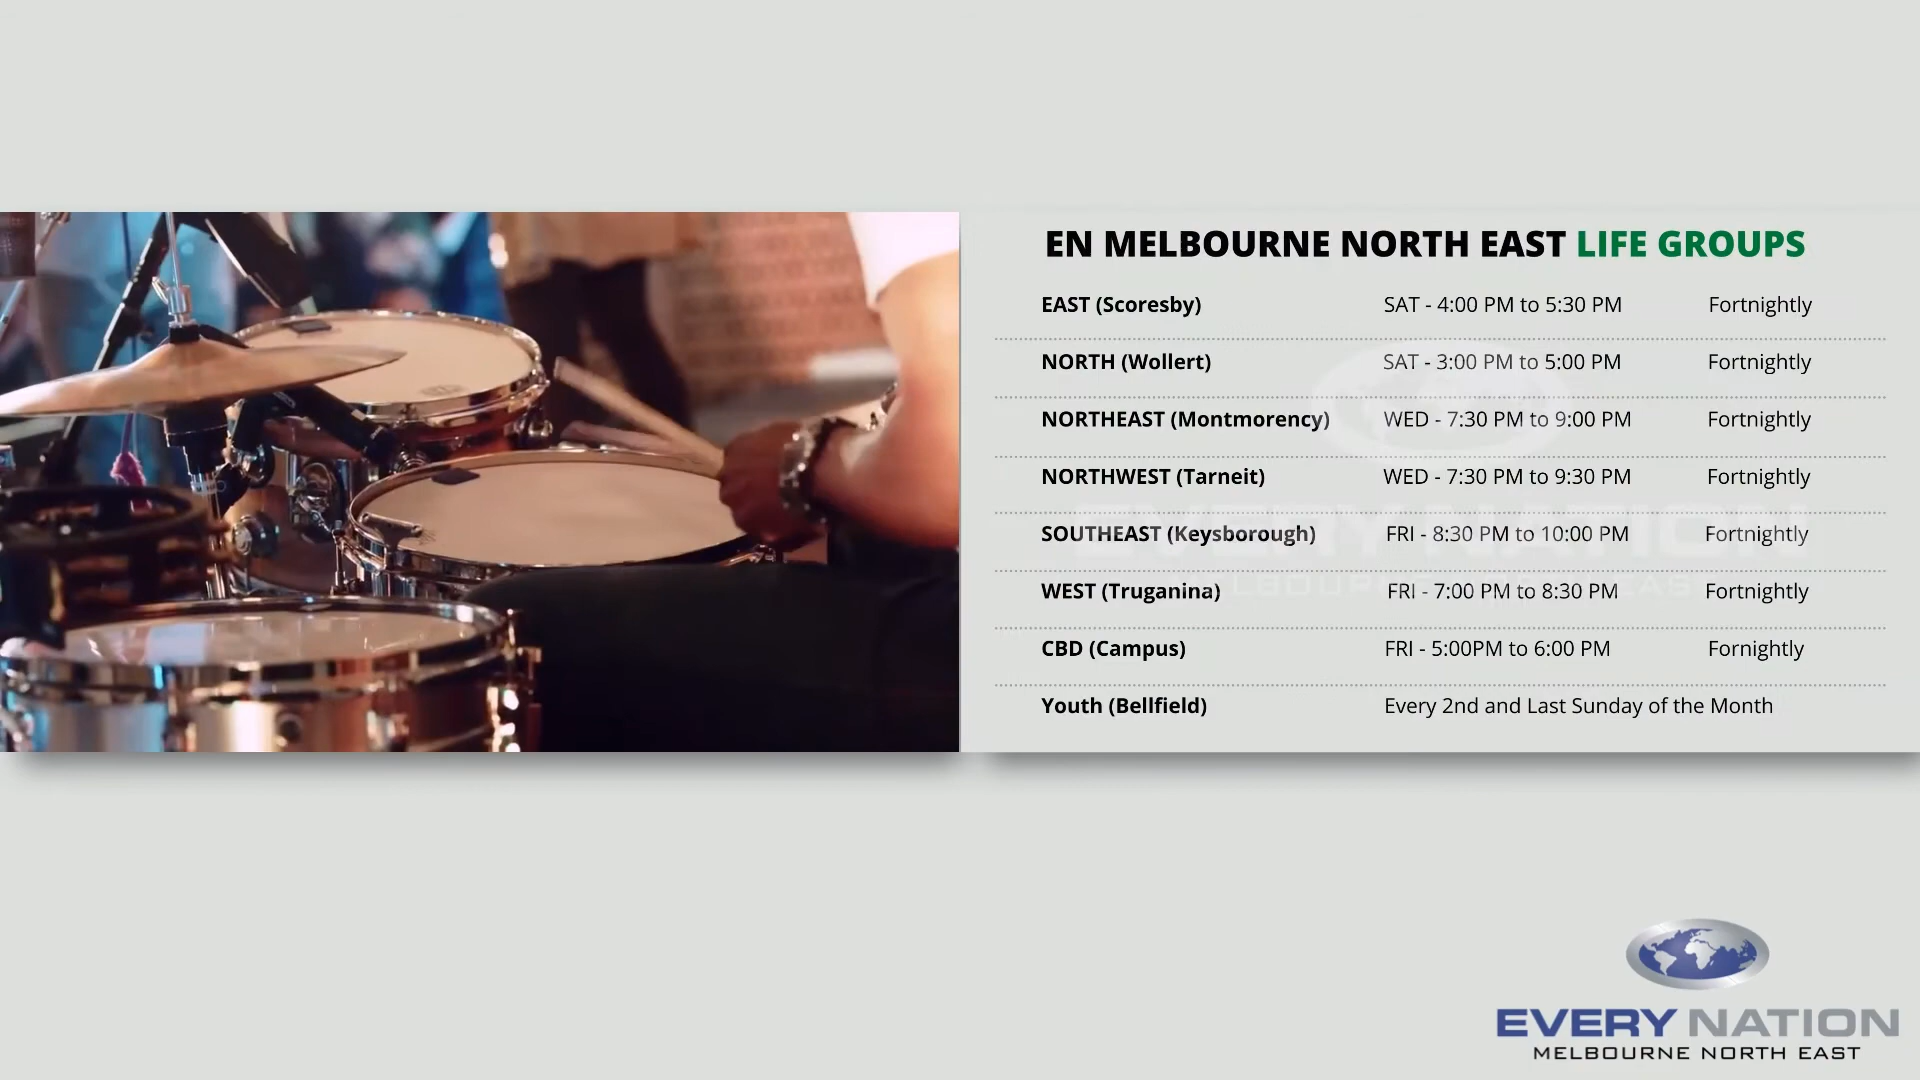 EN MELBOURNE NORTH EAST LIFE GROUPS
EAST (Scoresby) SAT - 4:00 PM to 5:30 PM Fortnightly
NORTH (Wollert) SAT - 3:00 PM to 5:00 PM Fortnightly
NORTHEAST (Montmorency) WED - 7:30 PM to 9:00 PM Fortnightly
NORTHWEST (Tarneit) WED - 7:30 PM to 9:30 PM Fortnightly
SOUTHEAST (Keysborough) FRI - 8:30 PM to 10:00 PM Fortnightly
WEST (Truganina) FRI - 7:00 PM to 8:30 PM Fortnightly
CBD (Campus) FRI - 5:00PM to 6:00 PM Fornightly
Youth (Bellfield) Every 2nd and Last Sunday of the Month
EVERY NATION
MELBOURNE NORTH EAST